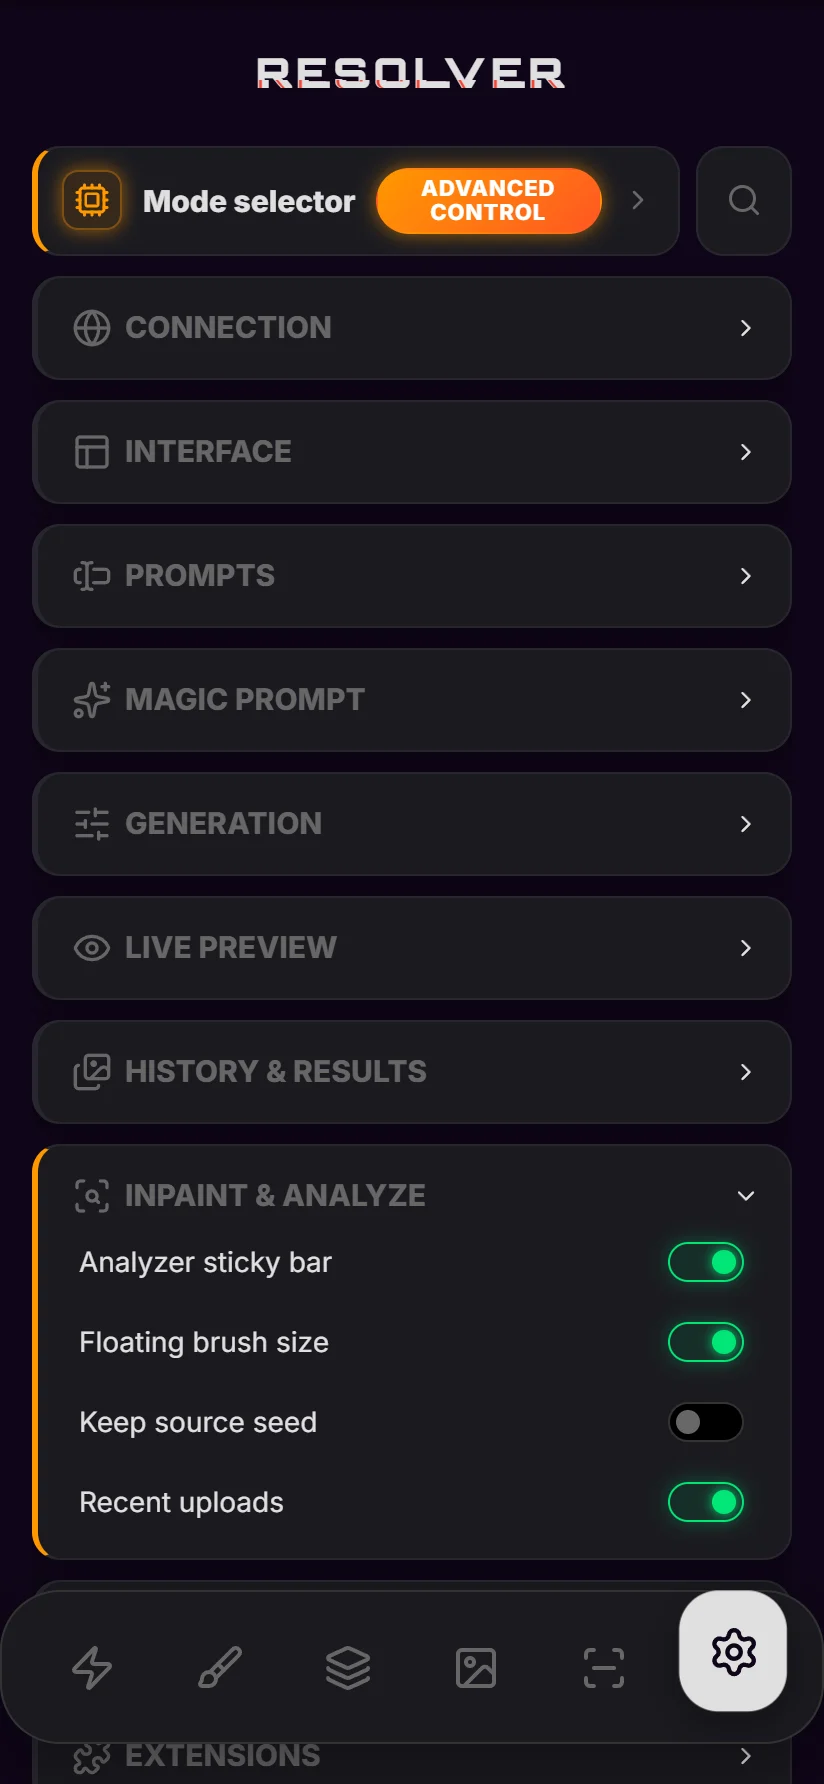 RESOLVER
Mode selector
ADVANCED
CONTROL
CONNECTION
INTERFACE
PROMPTS
MAGIC PROMPT
GENERATION
LIVE PREVIEW
HISTORY & RESULTS
INPAINT & ANALYZE
Analyzer sticky bar
Floating brush size
Keep source seed
Recent uploads
EXTENSIONS